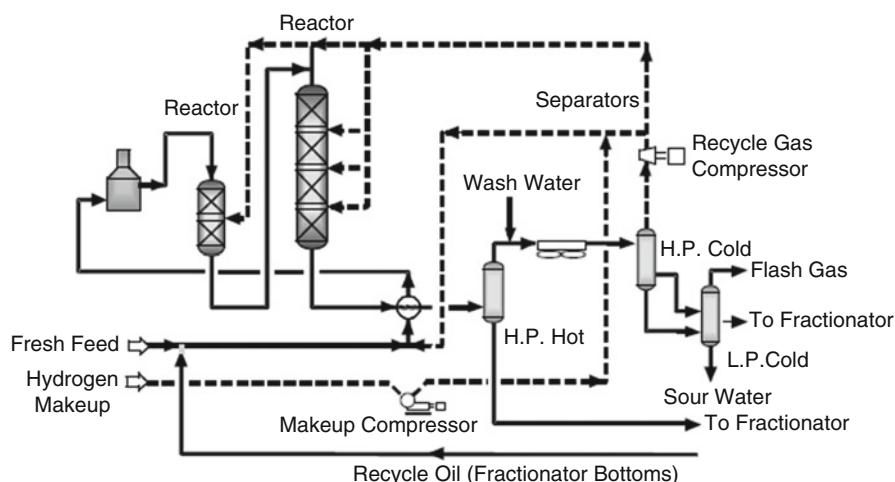 Reactor
Reactor
Separators
Recycle Gas
Compressor
Wash Water
H.P. Cold
Flash Gas
Fresh Feed
H.P. Hot
To Fractionator
L.P.Cold
Hydrogen
Makeup
Makeup Compressor
Sour Water
To Fractionator
Recycle Oil (Fractionator Bottoms)